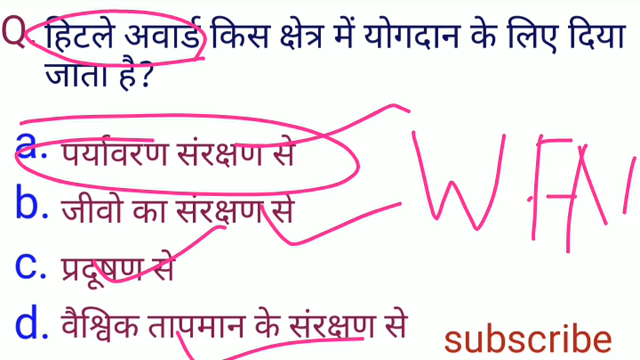 Q. हिटले अवार्ड किस क्षेत्र में योगदान के लिए दिया
जाता है?
a. पर्यावरण संरक्षण से
b. जीवो का संरक्षण से
c. प्रदूषण से
d. वैश्विक तापमान के संरक्षण से
subscribe